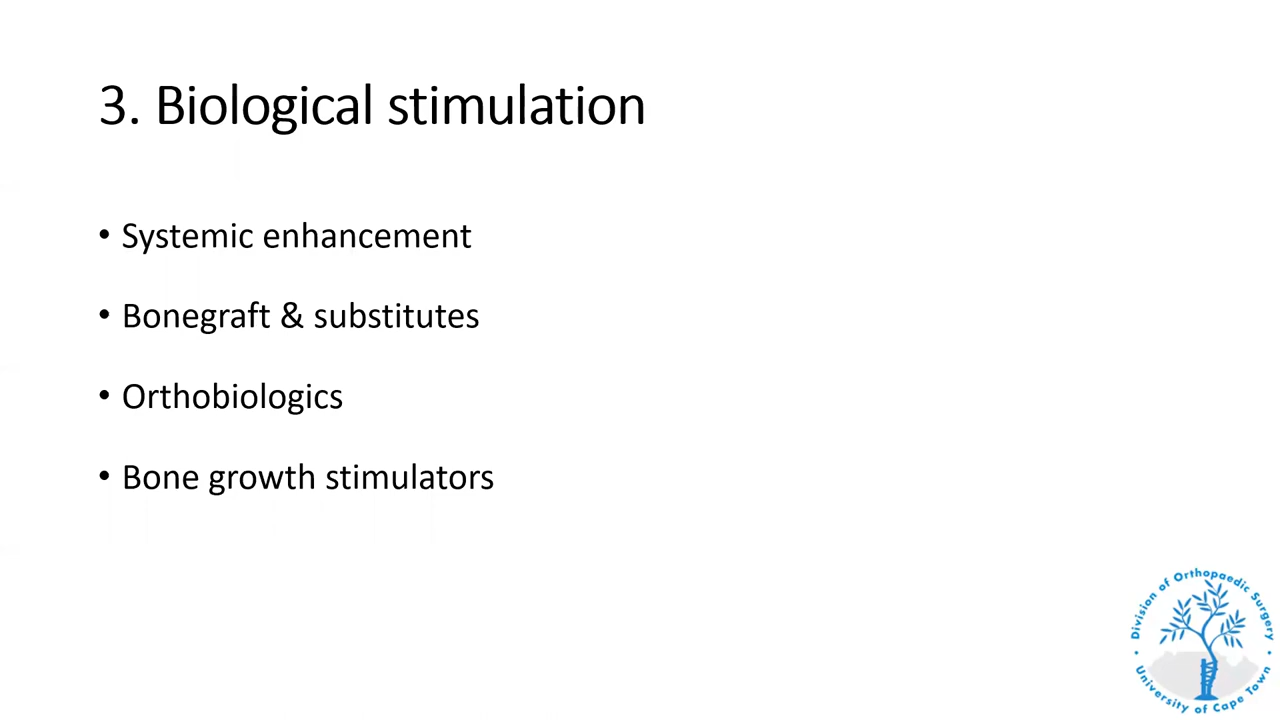 3. Biological stimulation
• Systemic enhancement
• Bonegraft & substitutes
• Orthobiologics
• Bone growth stimulators
Division of Orthopaedic Surgery
• University of Cape Town •